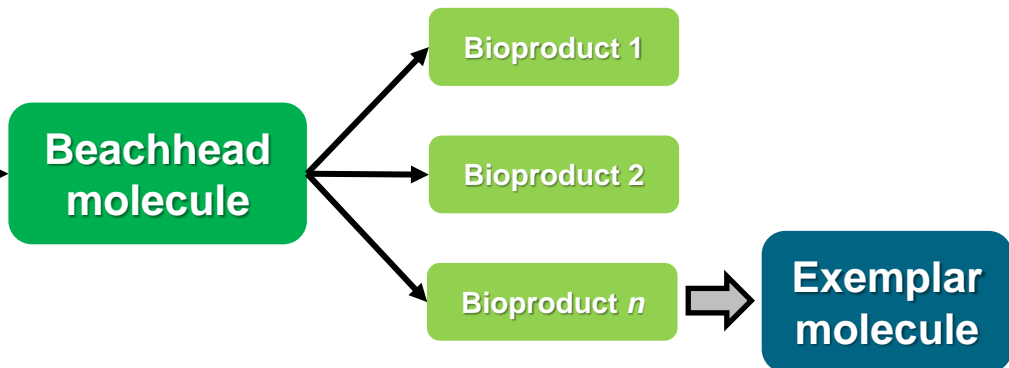 Bioproduct 1
Beachhead
molecule
Bioproduct 2
Bioproduct n
Exemplar
molecule